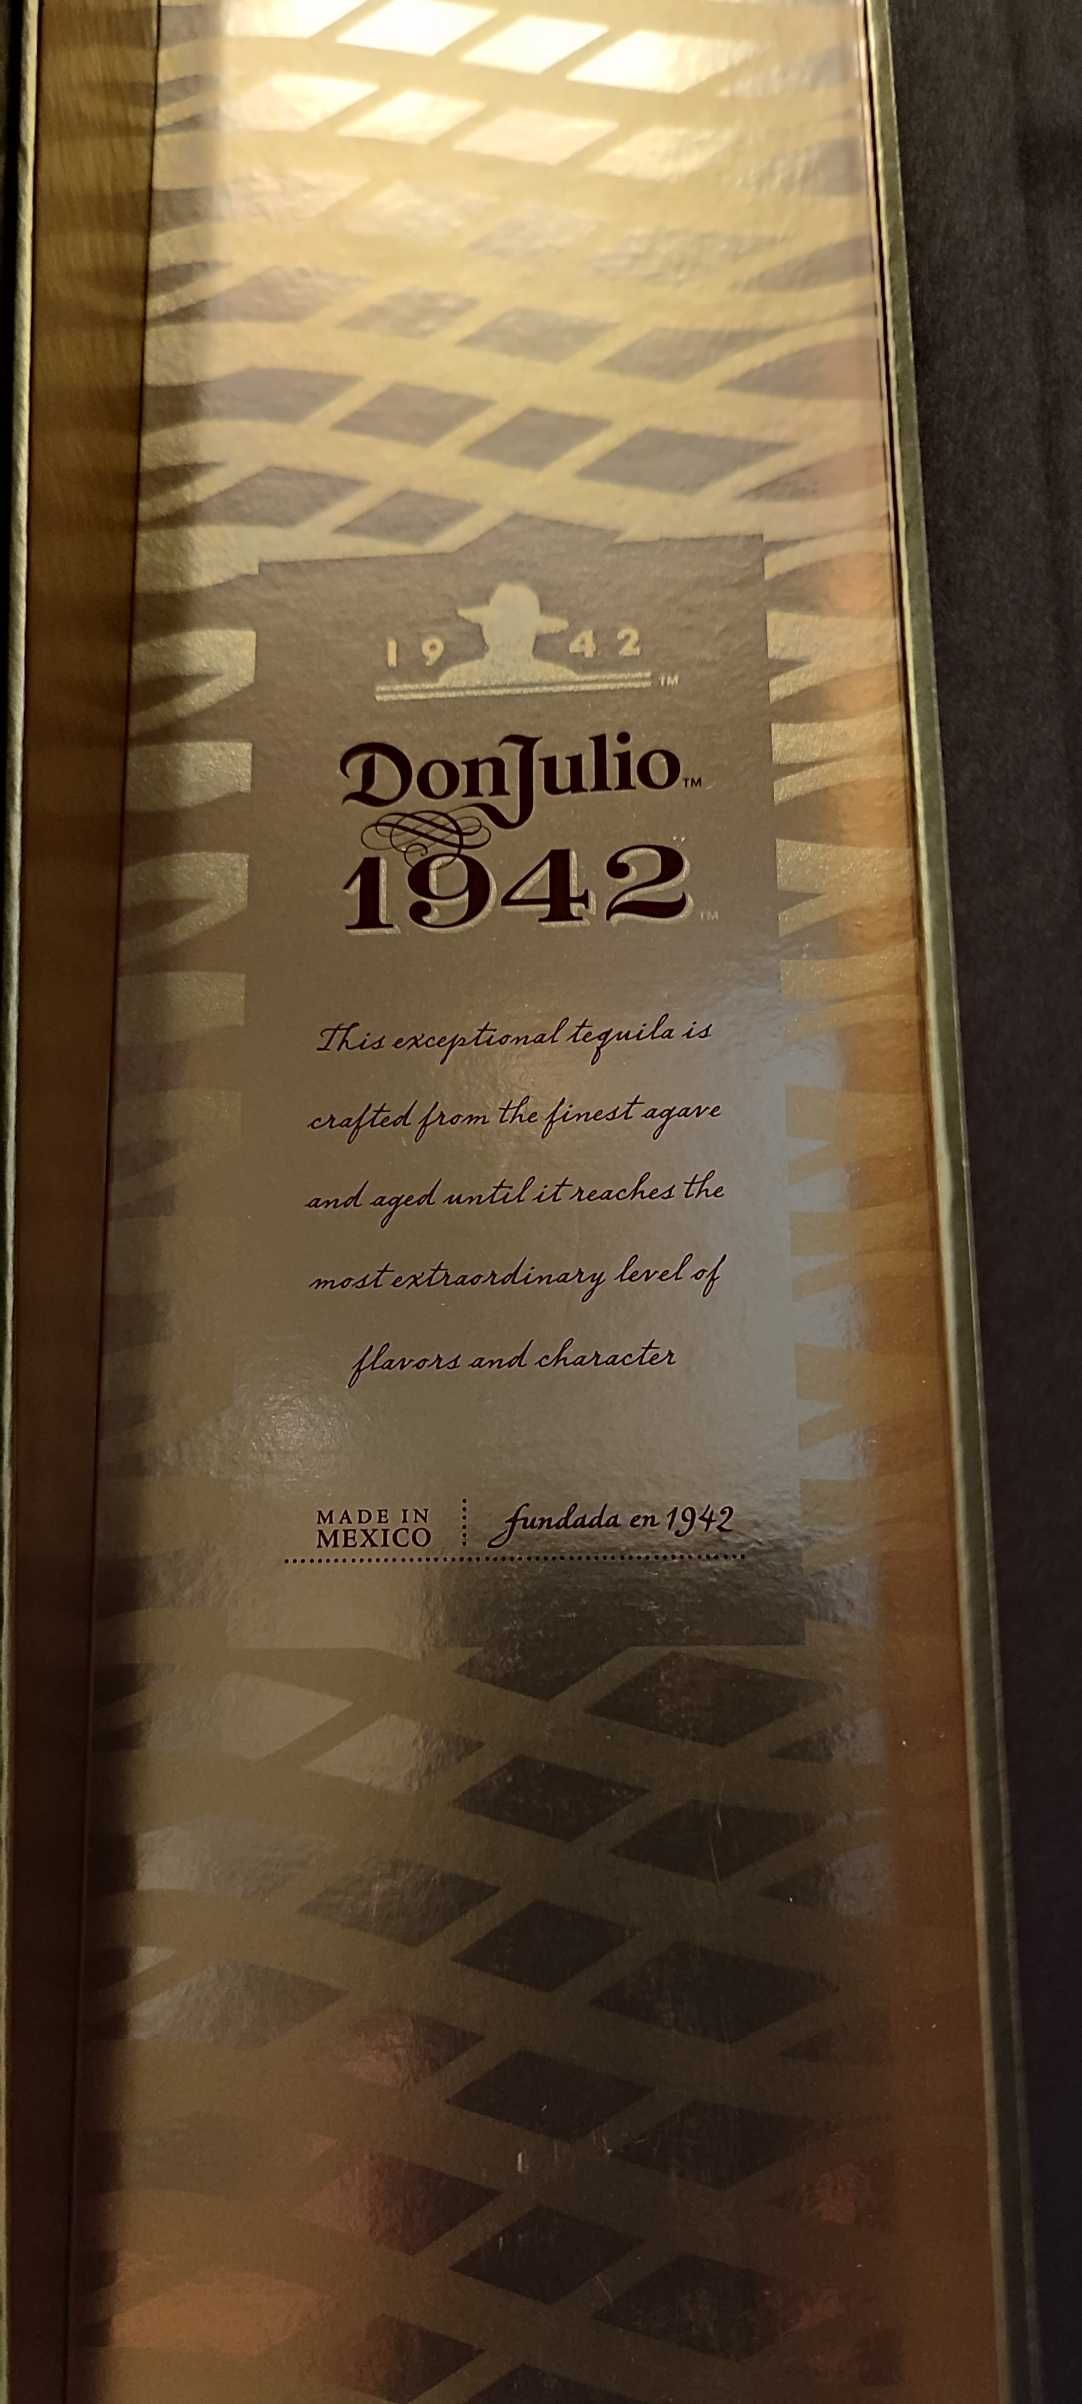 19 42 ™
DonJulio™
1942™
This exceptional tequila is
crafted from the finest agave
and aged until it reaches the
most extraordinary level of
flavors and character
MADE IN
MEXICO
fundada en 1942